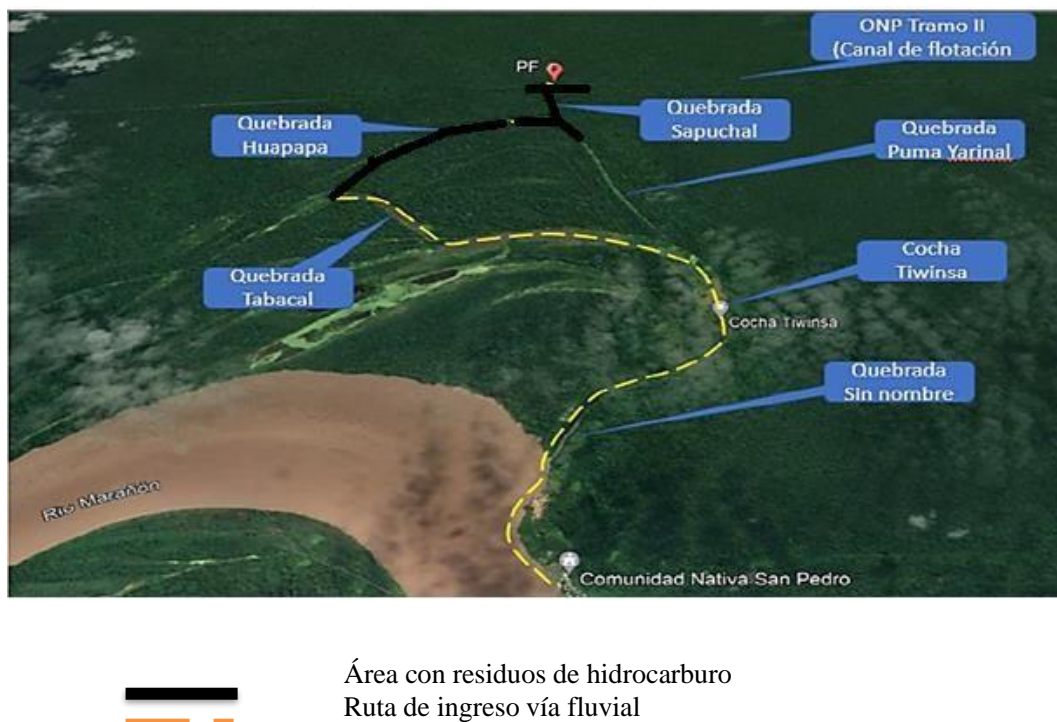 ONP Tramo II
(Canal de flotación
PF
Quebrada
Sapuchal
Quebrada
Huapapa
Quebrada
Puma Yarinal
Quebrada
Tabacal
Cocha
Tiwinsa
Cocha Tiwinsa
Quebrada
Sin nombre
Río Marañón
Comunidad Nativa San Pedro
Área con residuos de hidrocarburo
Ruta de ingreso vía fluvial